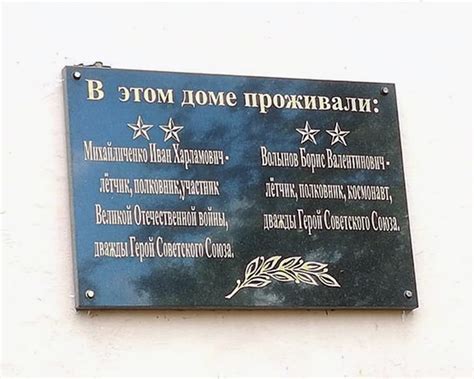 В этом доме проживали:
Михайличенко Иван Харламович -
лётчик, полковник,участник
Великой Отечественной войны,
дважды Герой Советского Союза.
Волынов Борис Валентинович -
лётчик, полковник, космонавт,
дважды Герой Советского Союза.